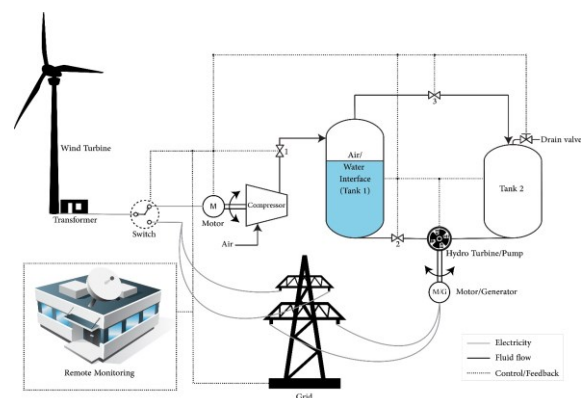 Wind Turbine
Transformer
Switch
M
Motor
Compressor
Air
1
Air/
Water
Interface
(Tank 1)
3
Drain valve
Tank 2
2
Hydro Turbine/Pump
M/G
Motor/Generator
Remote Monitoring
Grid
Electricity
Fluid flow
Control/Feedback